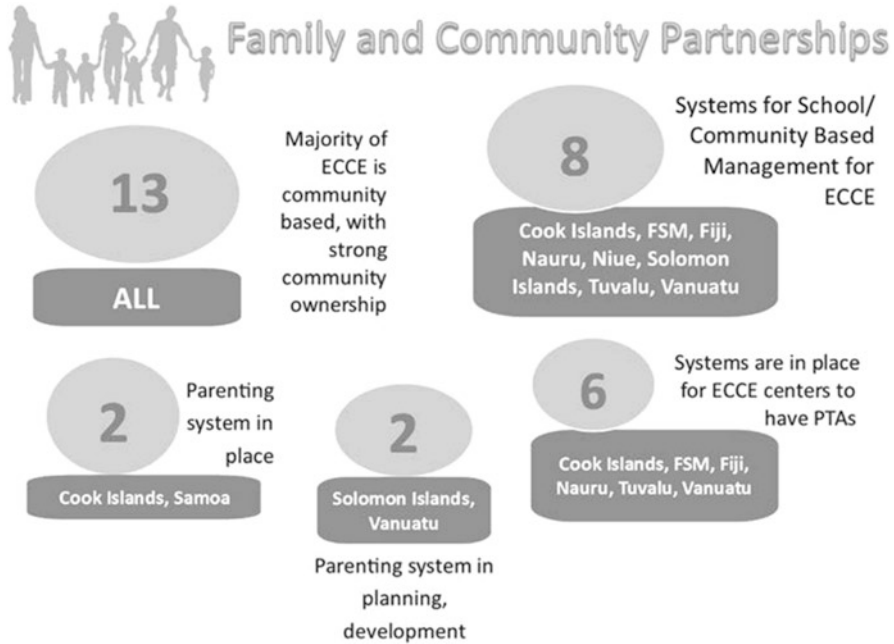 Family and Community Partnerships
13
ALL
Majority of
ECCE is
community
based, with
strong
community
ownership
8
Cook Islands, FSM, Fiji,
Nauru, Niue, Solomon
Islands, Tuvalu, Vanuatu
Systems for School/
Community Based
Management for
ECCE
2
Cook Islands, Samoa
Parenting
system in
place
2
Solomon Islands,
Vanuatu
Parenting system in
planning,
development
6
Cook Islands, FSM, Fiji,
Nauru, Tuvalu, Vanuatu
Systems are in place
for ECCE centers to
have PTAs